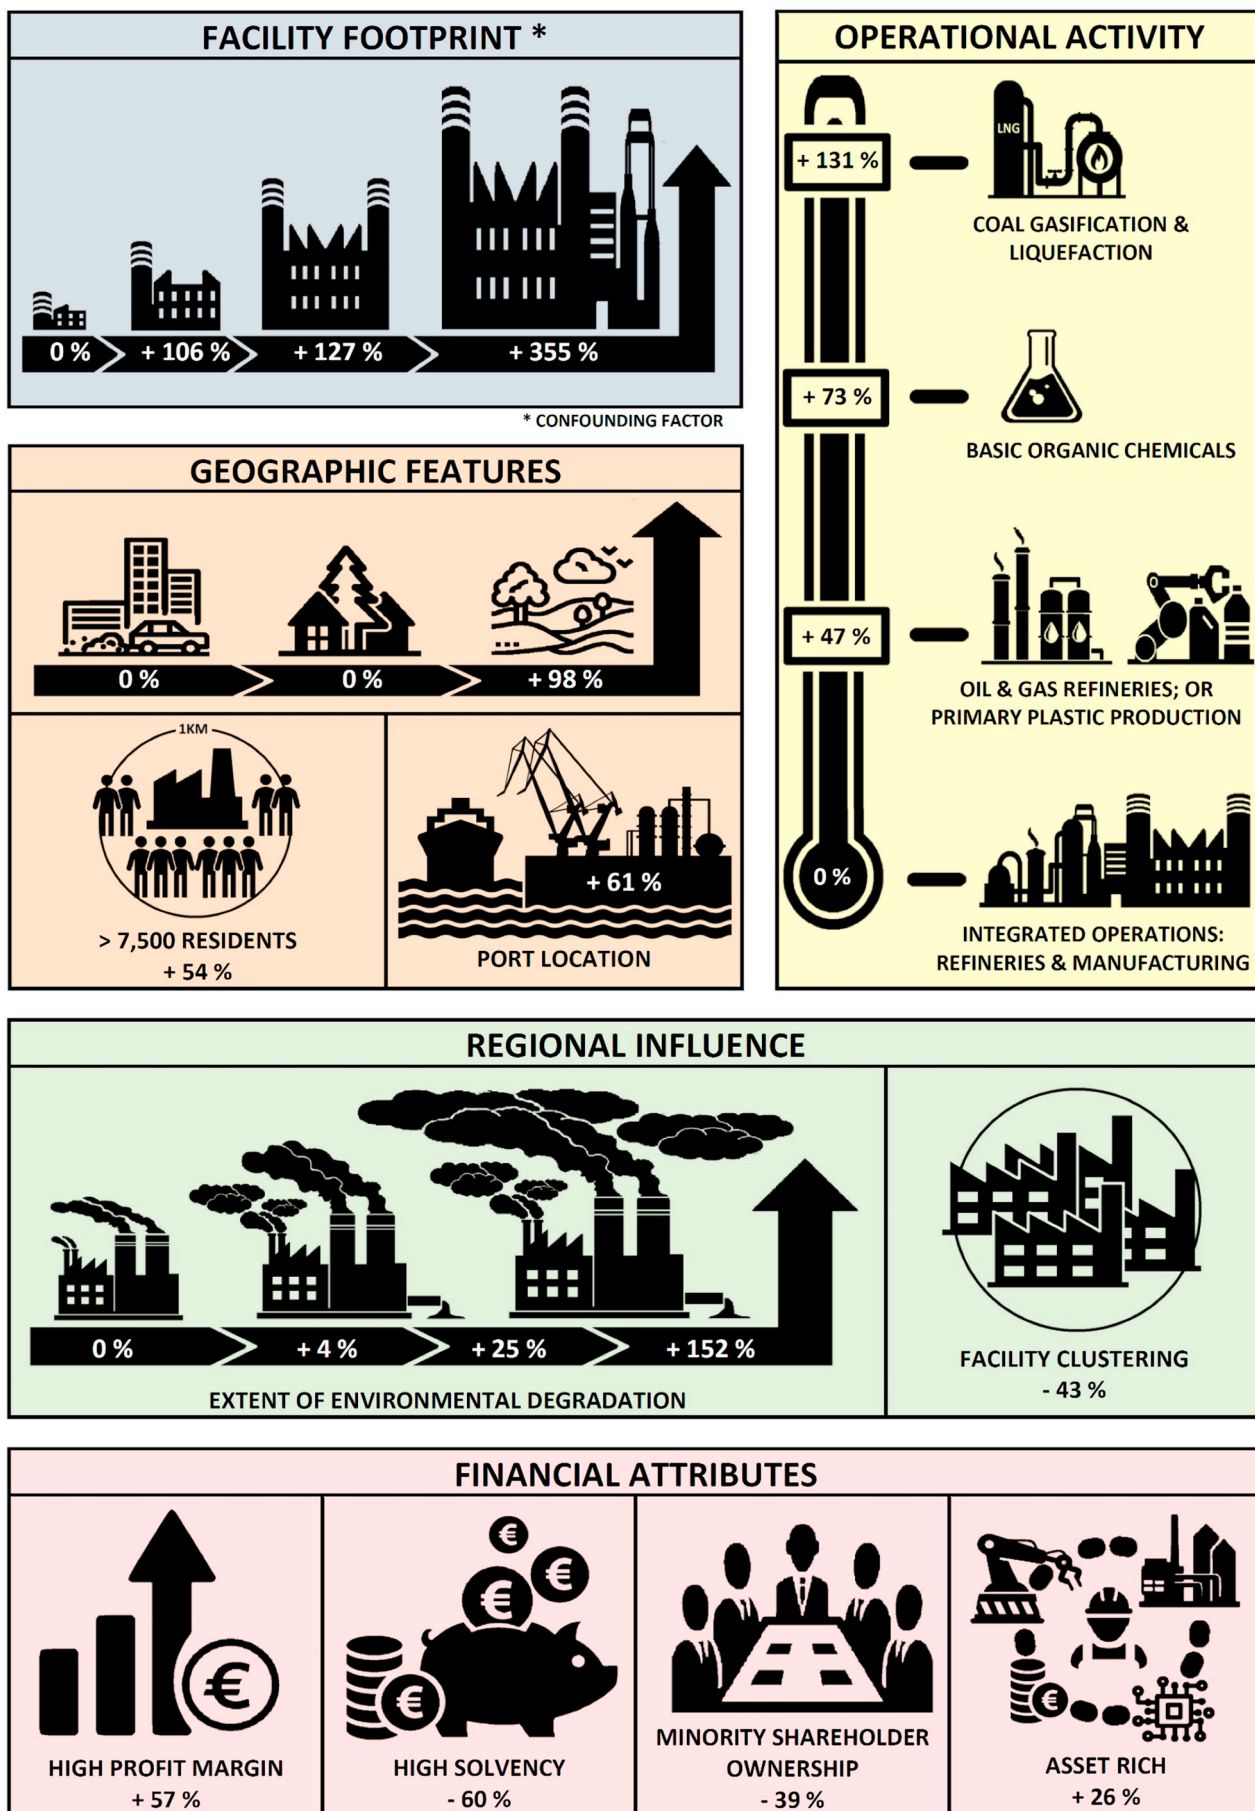 FACILITY FOOTPRINT *
0 %
+ 106 %
+ 127 %
+ 355 %
* CONFOUNDING FACTOR
OPERATIONAL ACTIVITY
+ 131 %
LNG
COAL GASIFICATION &
LIQUEFACTION
+ 73 %
BASIC ORGANIC CHEMICALS
+ 47 %
OIL & GAS REFINERIES; OR
PRIMARY PLASTIC PRODUCTION
0 %
INTEGRATED OPERATIONS:
REFINERIES & MANUFACTURING
GEOGRAPHIC FEATURES
0 %
0 %
+ 98 %
1KM
> 7,500 RESIDENTS
+ 54 %
+ 61 %
PORT LOCATION
REGIONAL INFLUENCE
0 %
+ 4 %
+ 25 %
+ 152 %
EXTENT OF ENVIRONMENTAL DEGRADATION
FACILITY CLUSTERING
- 43 %
FINANCIAL ATTRIBUTES
€
HIGH PROFIT MARGIN
+ 57 %
€
€
€
€
HIGH SOLVENCY
- 60 %
MINORITY SHAREHOLDER
OWNERSHIP
- 39 %
€
ASSET RICH
+ 26 %